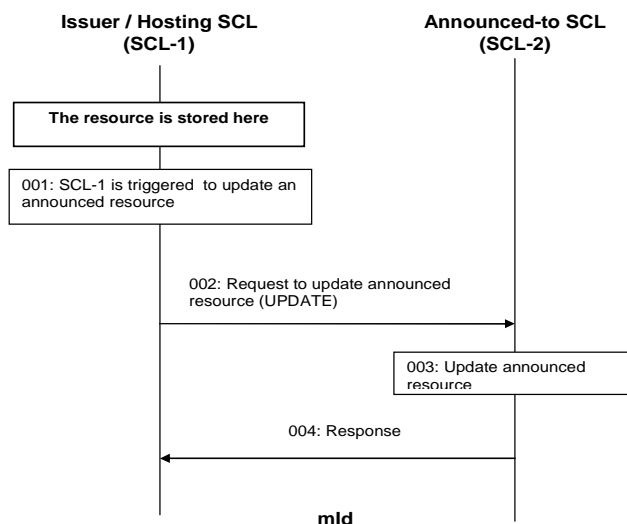 Issuer / Hosting SCL
(SCL-1)
Announced-to SCL
(SCL-2)
The resource is stored here
001: SCL-1 is triggered to update an
announced resource
002: Request to update announced
resource (UPDATE)
003: Update announced
resource
004: Response
mId